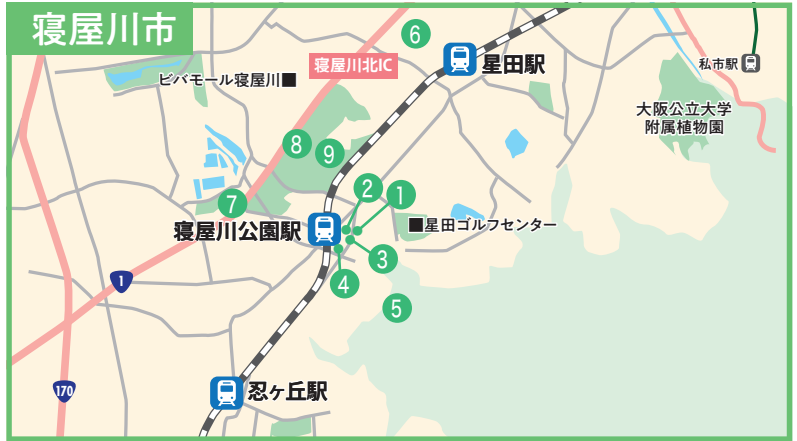 寝屋川市
6
星田駅
寝屋川北IC
私市駅
ビバモール寝屋川■
大阪公立大学
附属植物園
8
9
2
1
7
■星田ゴルフセンター
寝屋川公園駅
3
4
1
5
170
忍ヶ丘駅